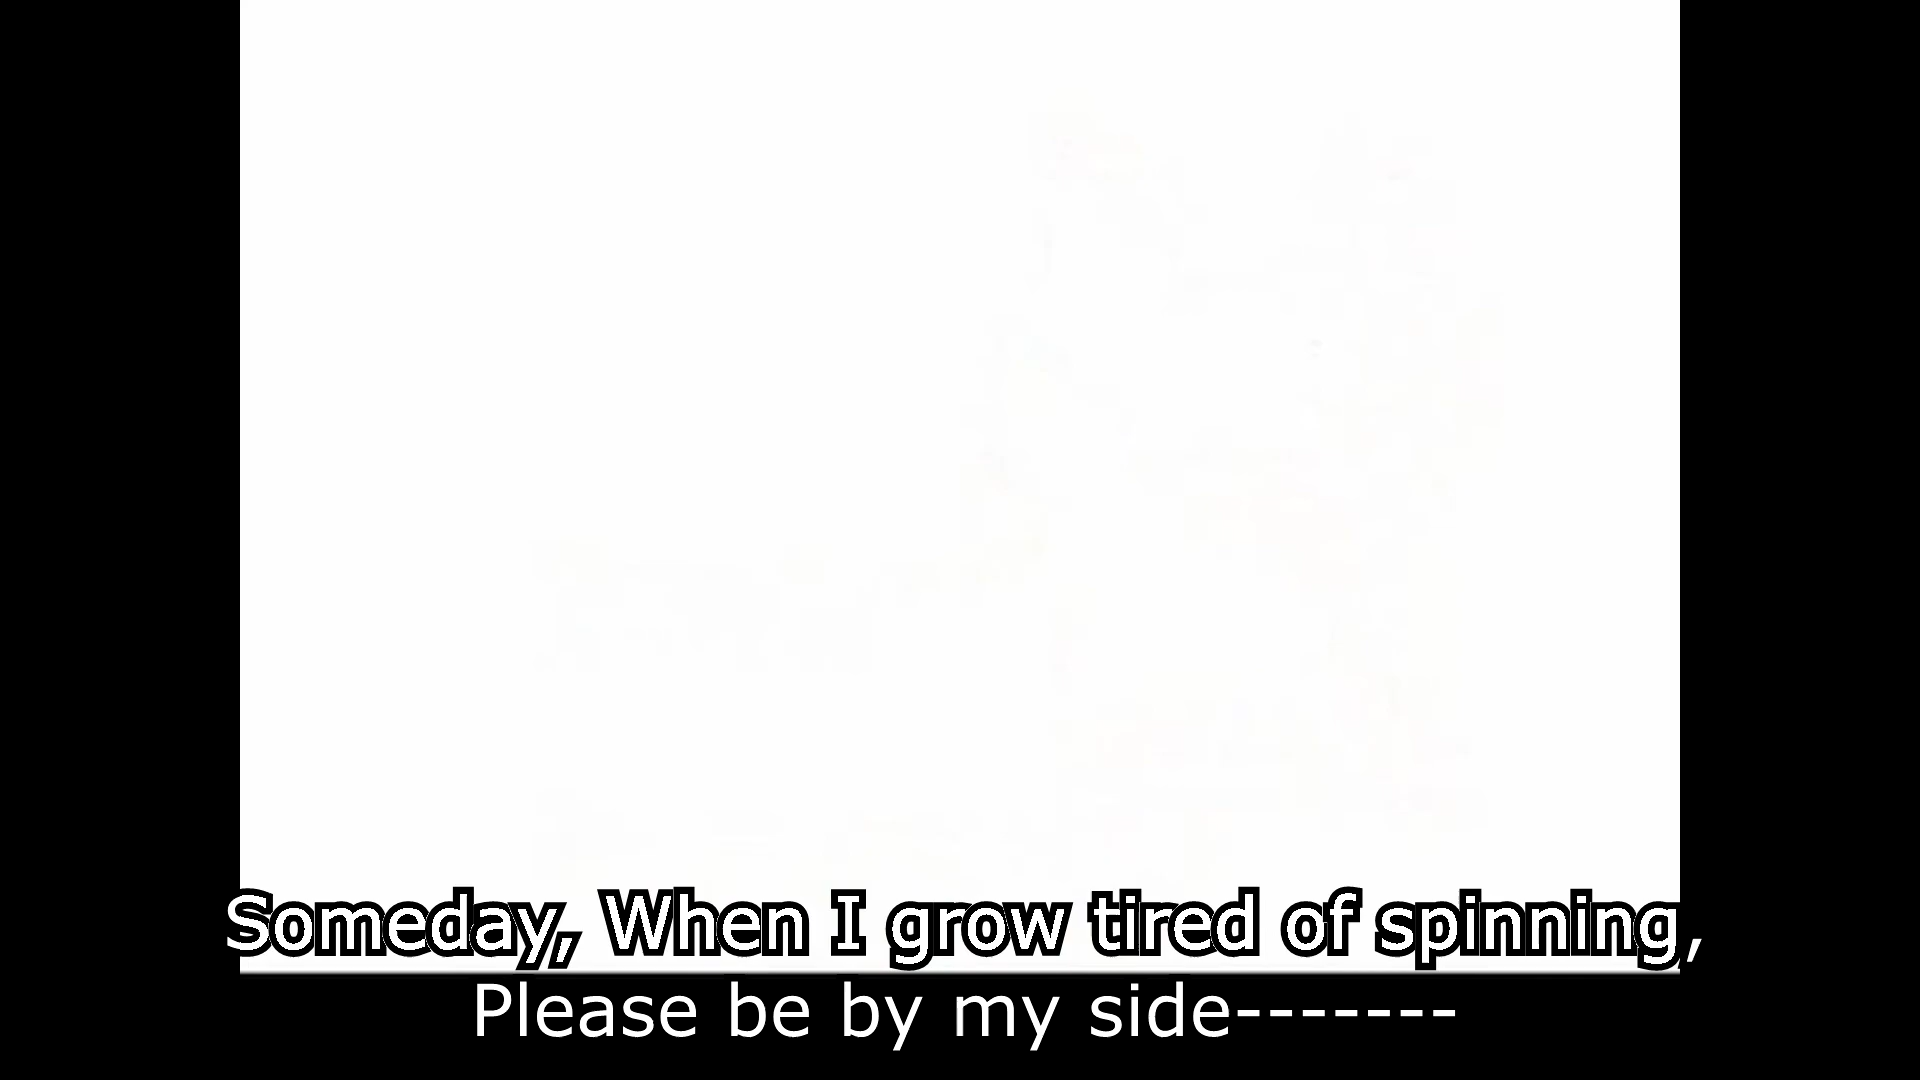 Someday, When I grow tired of spinning,
Please be by my side-------